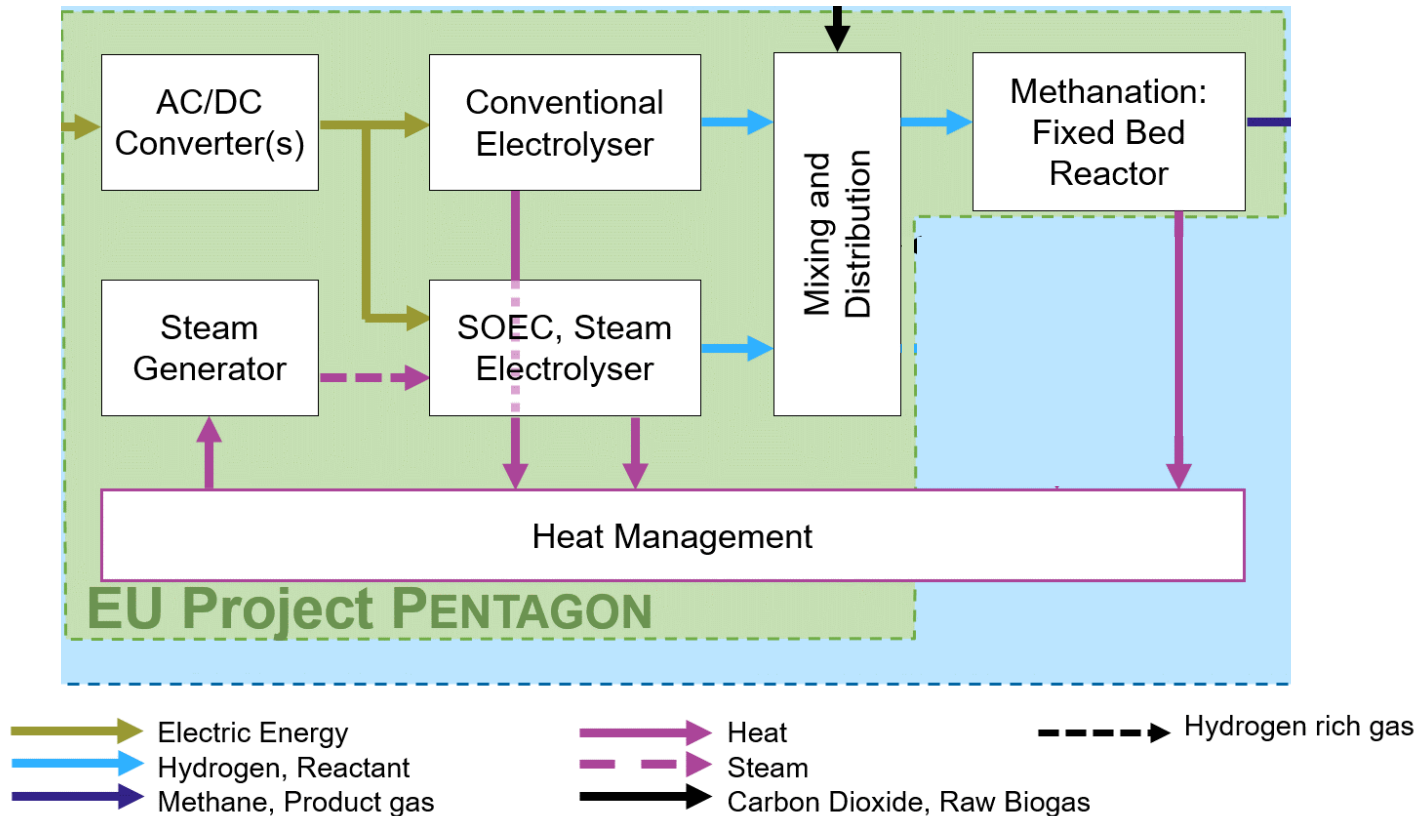 AC/DC
Converter(s)
Conventional
Electrolyser
Mixing and
Distribution
Methanation:
Fixed Bed
Reactor
Steam
Generator
SOEC, Steam
Electrolyser
Heat Management
EU Project PENTAGON
Electric Energy
Hydrogen, Reactant
Methane, Product gas
Heat
Steam
Carbon Dioxide, Raw Biogas
Hydrogen rich gas